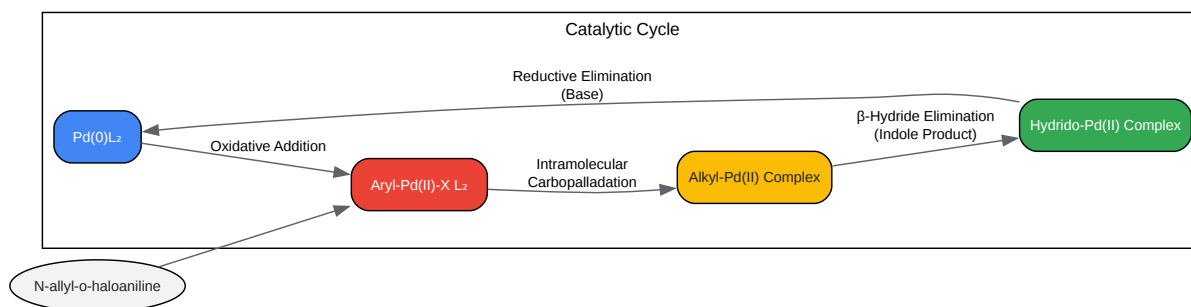 Catalytic Cycle
Reductive Elimination
(Base)
β-Hydride Elimination
(Indole Product)
Hydrido-Pd(II) Complex
Pd(0)L₂
Oxidative Addition
Intramolecular
Carbopalladation
Aryl-Pd(II)-X L₂
Alkyl-Pd(II) Complex
N-allyl-o-haloaniline